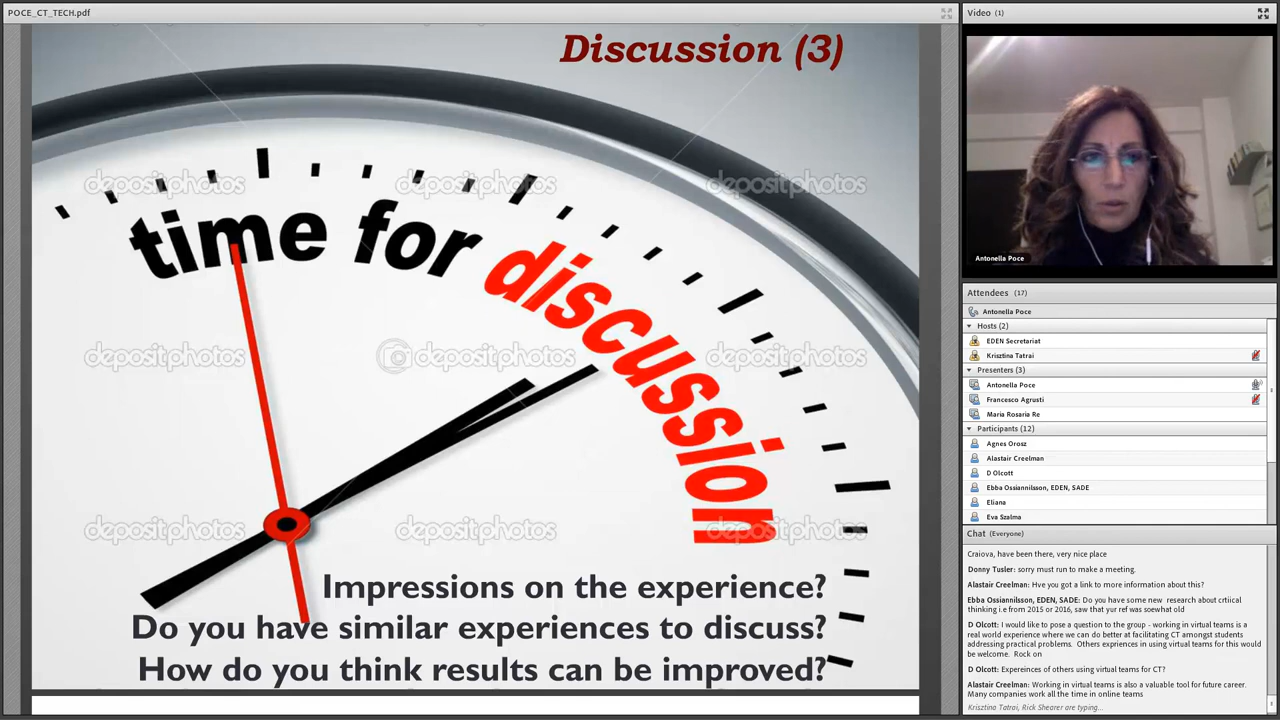 POCE_CT_TECH.pdf
Discussion (3)
depositphotos depositphotos depositphotos
time for discussion
depositphotos depositphotos depositphotos
depositphotos depositphotos depositphotos
Impressions on the experience?
Do you have similar experiences to discuss?
How do you think results can be improved?
Video (1)
Antonella Poce
Attendees (17)
Antonella Poce
Hosts (2)
EDEN Secretariat
Krisztina Tatrai
Presenters (3)
Antonella Poce
Francesco Agrusti
Maria Rosaria Re
Participants (12)
Agnes Orosz
Alastair Creelman
D Olcott
Ebba Ossiannilsson, EDEN, SADE
Eliana
Eva Szalma
Chat (Everyone)
Craiova, have been there, very nice place
Donny Tusler: sorry must run to make a meeting.
Alastair Creelman: Hve you got a link to more information about this?
Ebba Ossiannilsson, EDEN, SADE: Do you have some new research about crtiical
thinking i.e from 2015 or 2016, saw that yur ref was soewhat old
D Olcott: I would like to pose a question to the group - working in virtual teams is a
real world experience where we can do better at facilitating CT amongst students
addressing practical problems. Others expriences in using virtual teams for this would
be welcome. Rock on
D Olcott: Expereinces of others using virtual teams for CT?
Alastair Creelman: Working in virtual teams is also a valuable tool for future career.
Many companies work all the time in online teams
Krisztina Tatrai, Rick Shearer are typing...